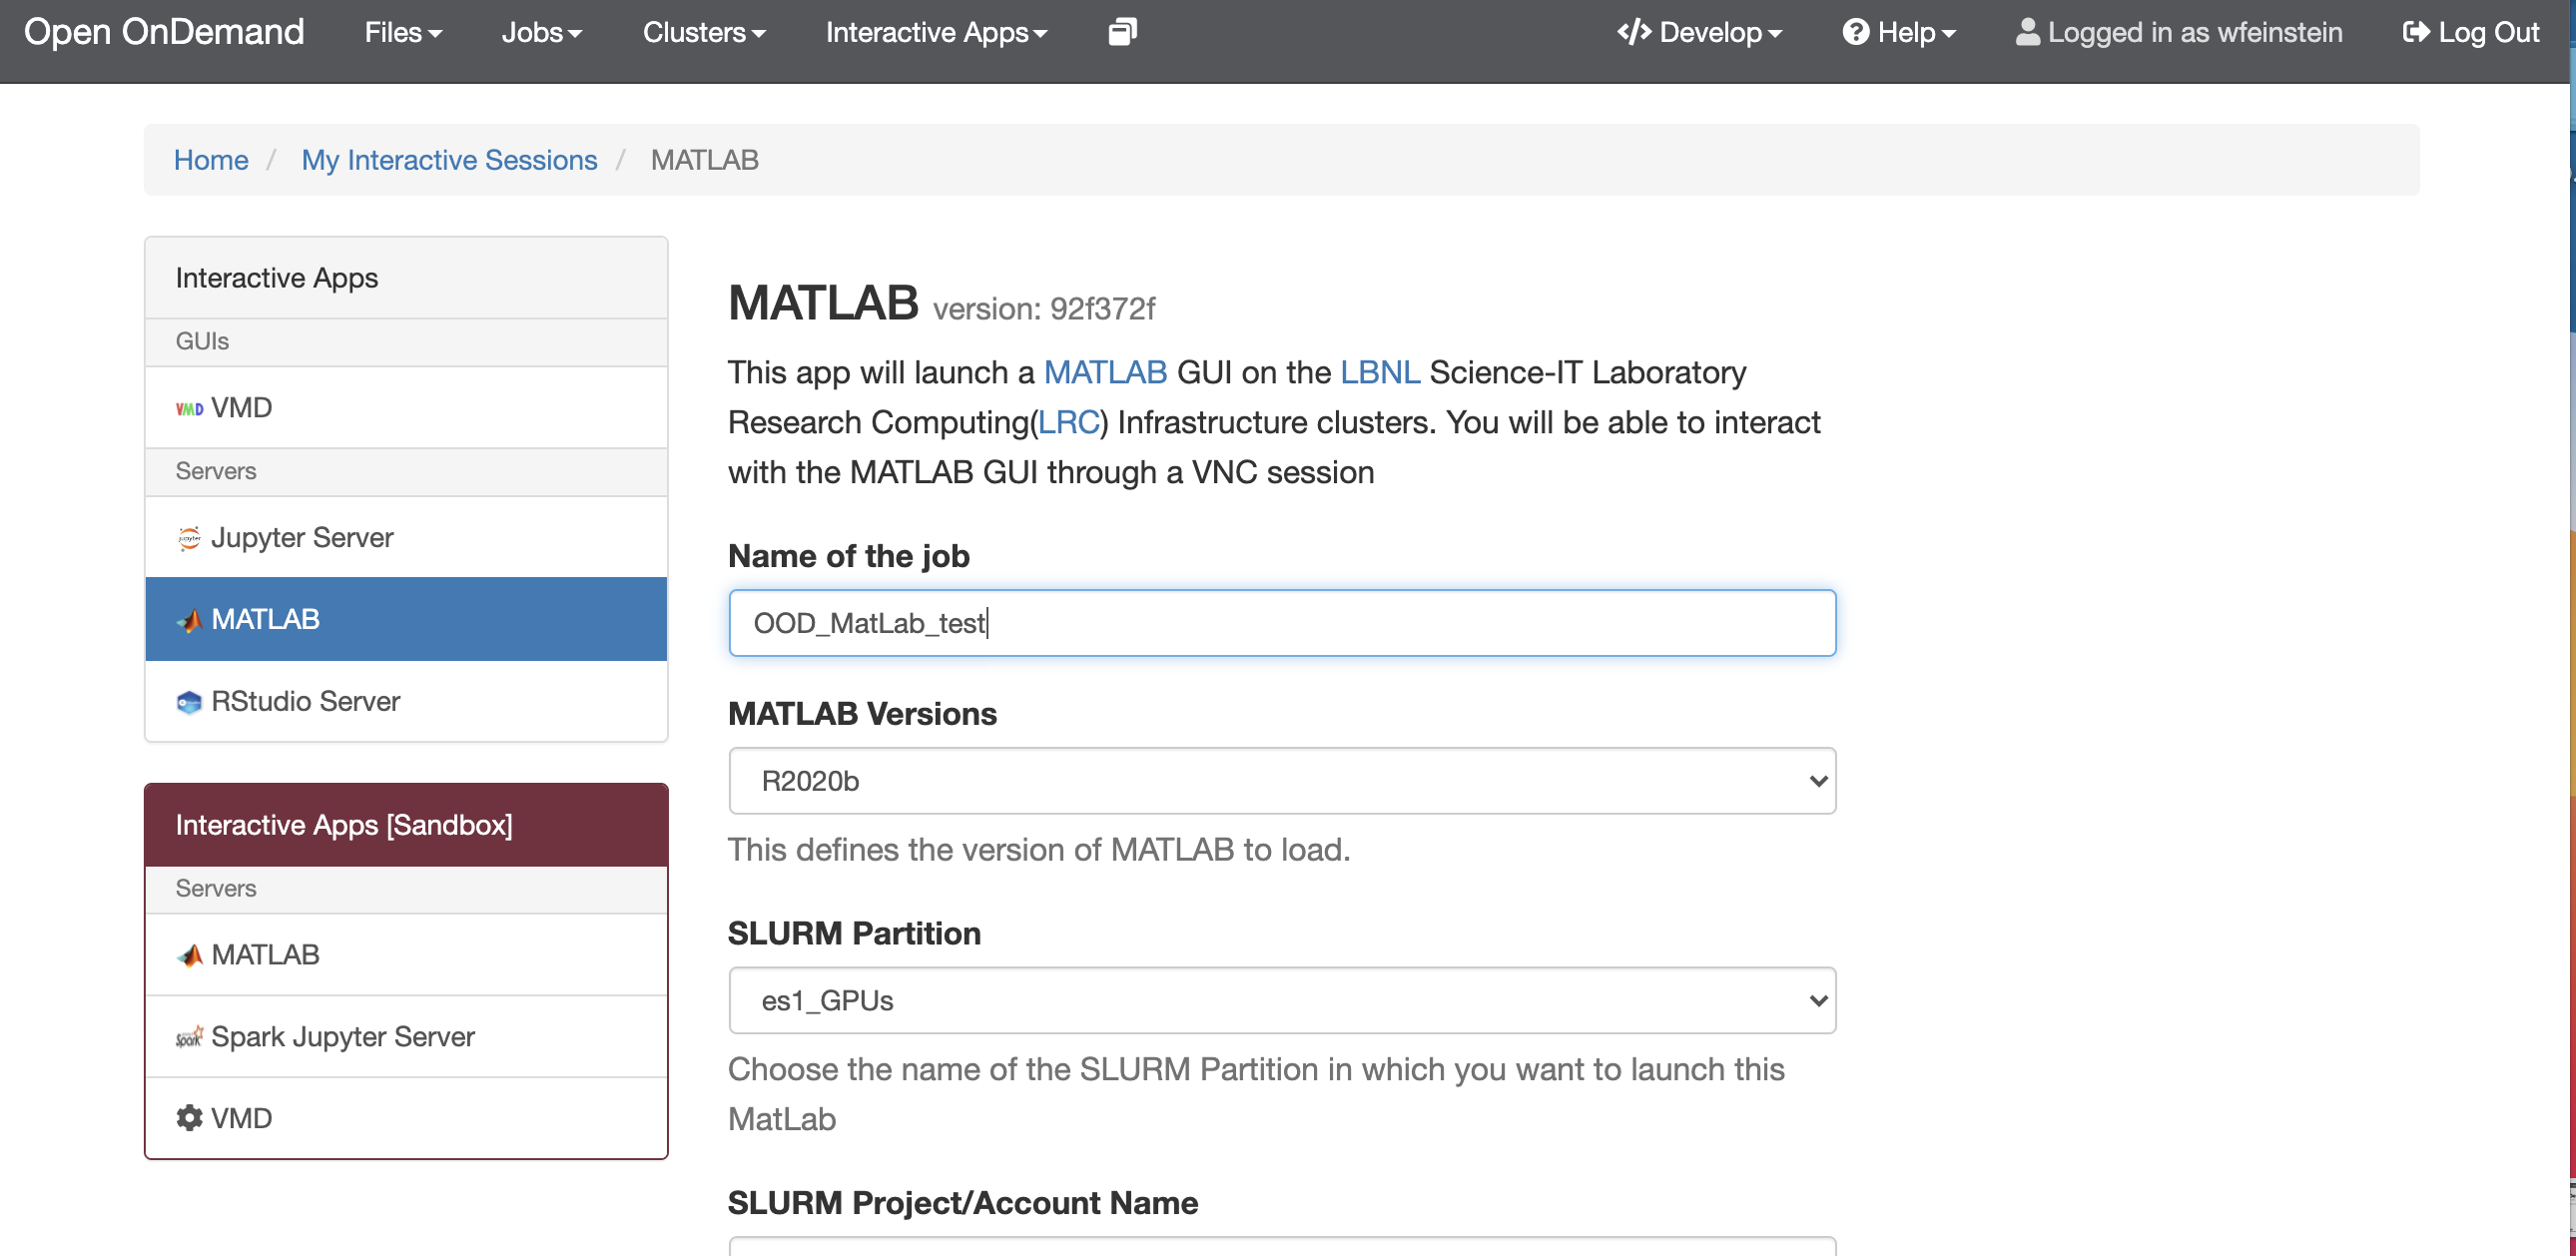 Open OnDemand Files Jobs Clusters Interactive Apps Develop Help Logged in as wfeinstein Log Out
Home / My Interactive Sessions / MATLAB
Interactive Apps
GUIs
VMD VMD
Servers
jupyter Jupyter Server
MATLAB
RStudio Server
Interactive Apps [Sandbox]
Servers
MATLAB
Spark Spark Jupyter Server
VMD
MATLAB version: 92f372f
This app will launch a MATLAB GUI on the LBNL Science-IT Laboratory
Research Computing(LRC) Infrastructure clusters. You will be able to interact
with the MATLAB GUI through a VNC session
Name of the job
OOD_MatLab_test
MATLAB Versions
R2020b
This defines the version of MATLAB to load.
SLURM Partition
es1_GPUs
Choose the name of the SLURM Partition in which you want to launch this
MatLab
SLURM Project/Account Name